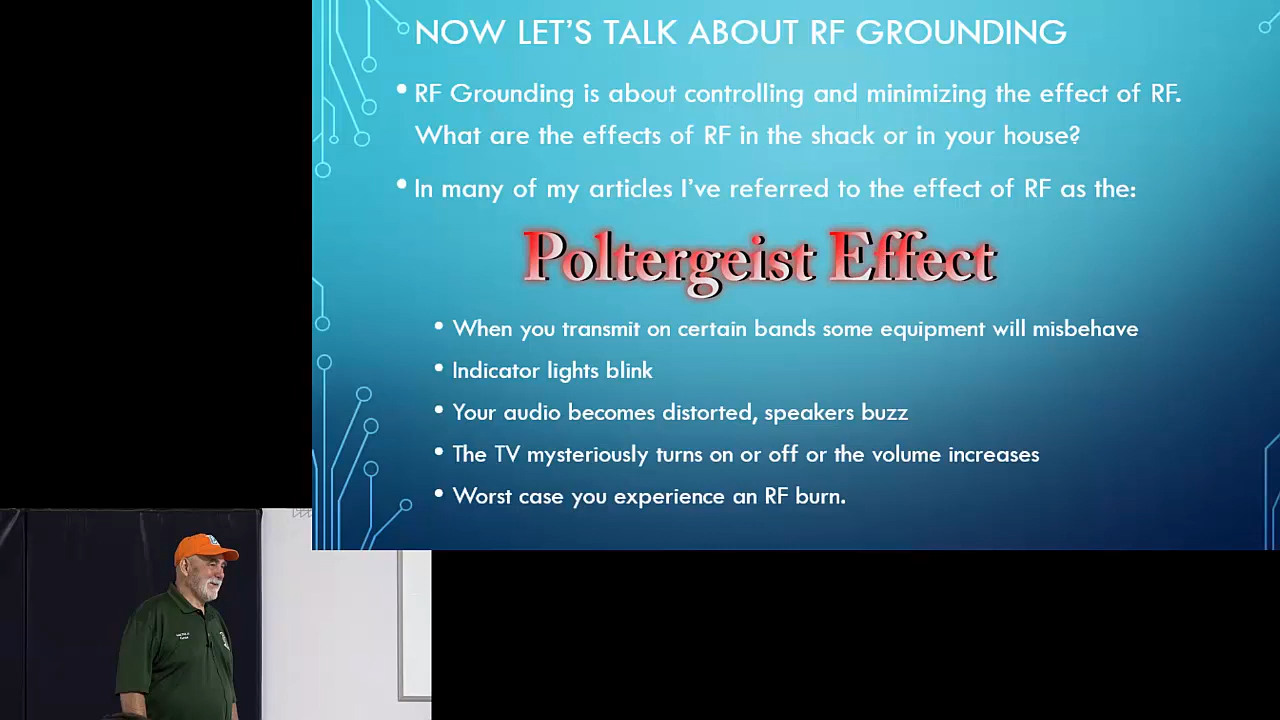 NOW LET'S TALK ABOUT RF GROUNDING
• RF Grounding is about controlling and minimizing the effect of RF.
What are the effects of RF in the shack or in your house?
• In many of my articles I've referred to the effect of RF as the:
Poltergeist Effect
• When you transmit on certain bands some equipment will misbehave
• Indicator lights blink
• Your audio becomes distorted, speakers buzz
• The TV mysteriously turns on or off or the volume increases
• Worst case you experience an RF burn.